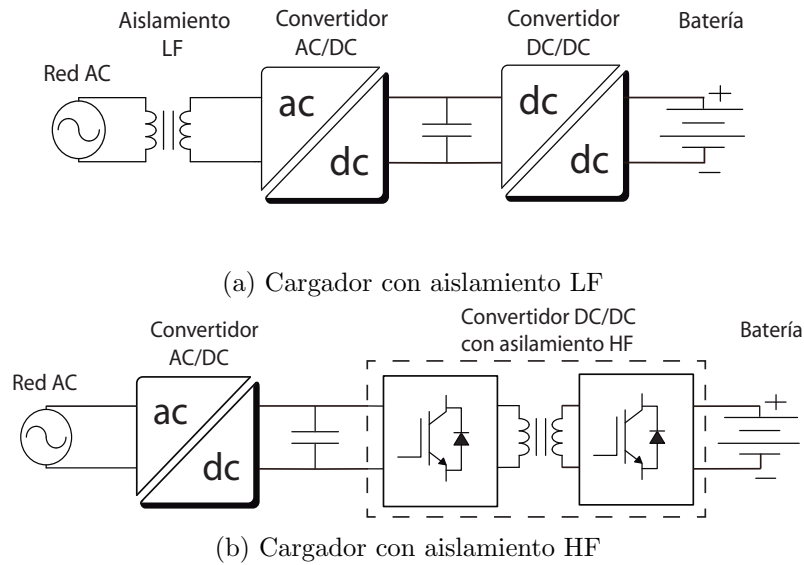 Aislamiento
LF
Convertidor
AC/DC
Convertidor
DC/DC
Batería
Red AC
ac
dc
dc
dc
+
−
(a) Cargador con aislamiento LF
Convertidor
AC/DC
Convertidor DC/DC
con asilamiento HF
Batería
Red AC
ac
dc
+
−
(b) Cargador con aislamiento HF